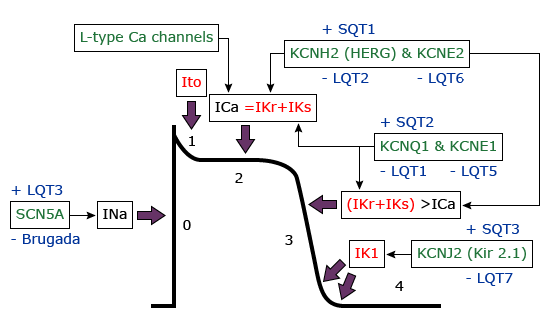 + SQT1
L-type Ca channels
KCNH2 (HERG) & KCNE2
- LQT2
- LQT6
Ito
ICa =IKr+IKs
+ SQT2
1
KCNQ1 & KCNE1
2
- LQT1
- LQT5
+ LQT3
SCN5A
INa
0
(IKr+IKs) >ICa
- Brugada
3
+ SQT3
IK1
KCNJ2 (Kir 2.1)
- LQT7
4